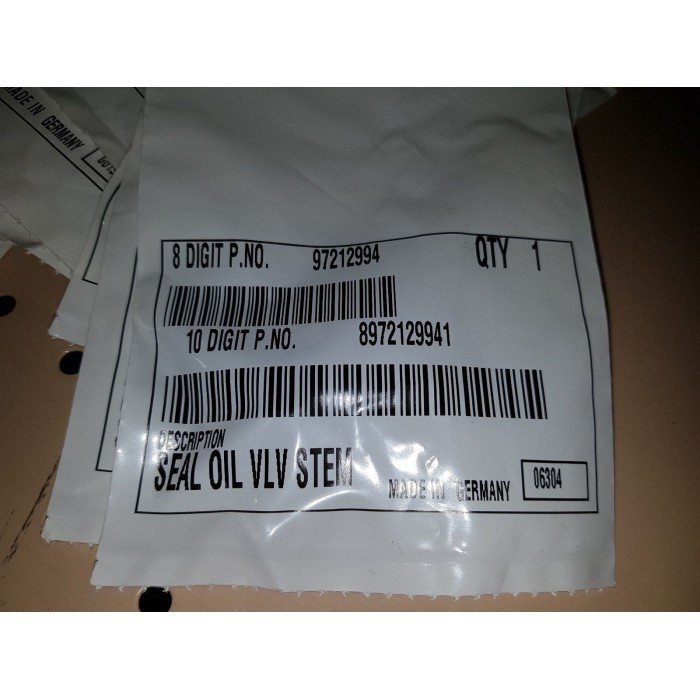 MADE IN GERMANY
8 DIGIT P.NO. 97212994 QTY 1
10 DIGIT P.NO. 8972129941
DESCRIPTION
SEAL OIL VLV STEM
MADE IN GERMANY 06304